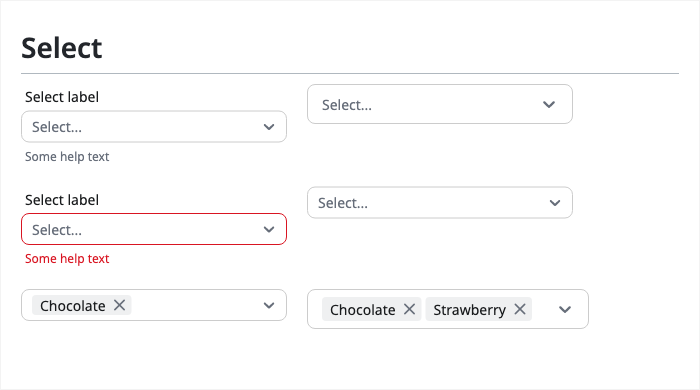 Select
Select label
Select...
Select...
Some help text
Select label
Select...
Select...
Some help text
Chocolate
Chocolate Strawberry